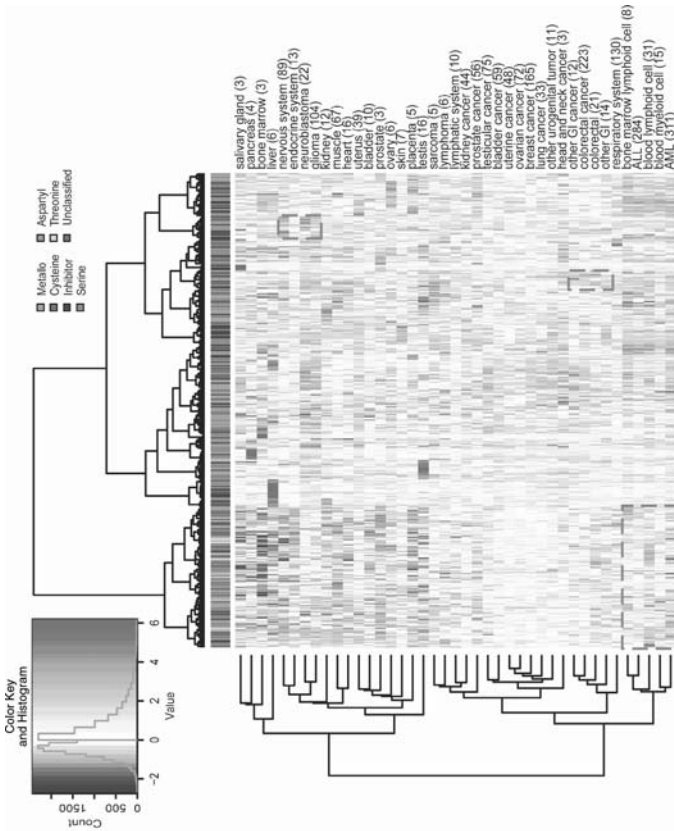 Color Key
and Histogram
Count
0 500 1500
Value
−2 0 2 4 6
Metallo
Cysteine
Inhibitor
Serine
Aspartyl
Threonine
Unclassified
salivary gland (3)
pancreas (4)
bone marrow (3)
liver (6)
nervous system (89)
endocrine system (13)
neuroblastoma (22)
glioma (104)
kidney (12)
muscle (67)
heart (16)
uterus (39)
bladder (10)
prostate (3)
ovary (6)
skin (7)
placenta (5)
testis (16)
sarcoma (5)
lymphoma (6)
lymphatic system (10)
kidney cancer (44)
prostate cancer (56)
testicular cancer (75)
bladder cancer (59)
uterine cancer (48)
ovarian cancer (72)
breast cancer (165)
lung cancer (33)
other urogenital tumor (11)
head neck cancer (3)
other GI cancer (12)
colorectal cancer (223)
colorectal (21)
other GI (14)
respiratory system (130)
bone marrow lymphoid cell (8)
ALL (284)
blood lymphoid cell (31)
blood myeloid cell (15)
AML (311)